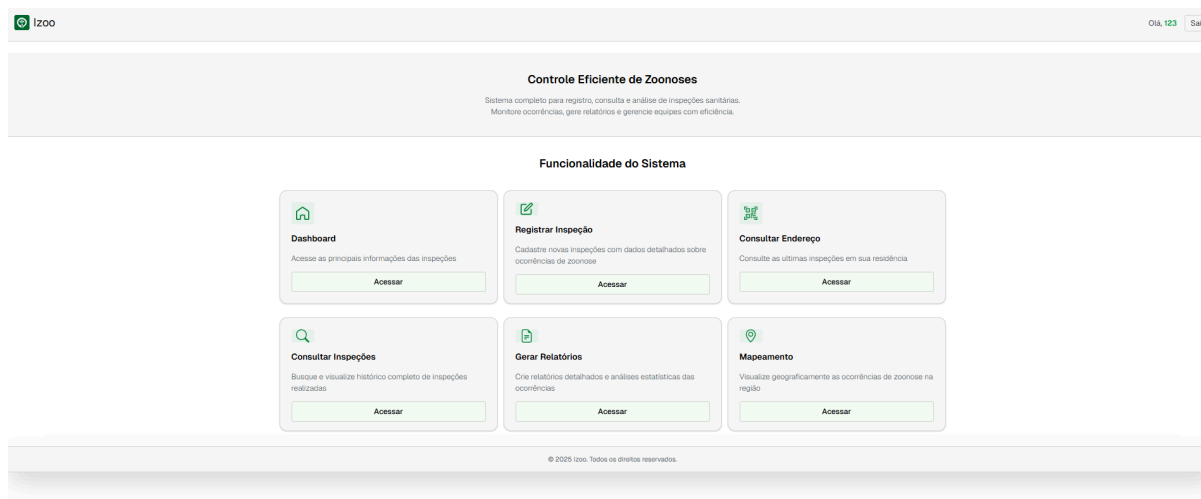 Izoo
Olá, 123
Sai
Controle Eficiente de Zoonoses
Sistema completo para registro, consulta e análise de inspeções sanitárias.
Monitore ocorrências, gere relatórios e gerencie equipes com eficiência.
Funcionalidade do Sistema
Dashboard
Acesse as principais informações das inspeções
Acessar
Registrar Inspeção
Cadastre novas inspeções com dados detalhados sobre
ocorrências de zoonose
Acessar
Consultar Endereço
Consulte as ultimas inspeções em sua residência
Acessar
Consultar Inspeções
Busque e visualize histórico completo de inspeções
realizadas
Acessar
Gerar Relatórios
Crie relatórios detalhados e análises estatísticas das
ocorrências
Acessar
Mapeamento
Visualize geograficamente as ocorrências de zoonose na
região
Acessar
© 2025 Izoo. Todos os direitos reservados.